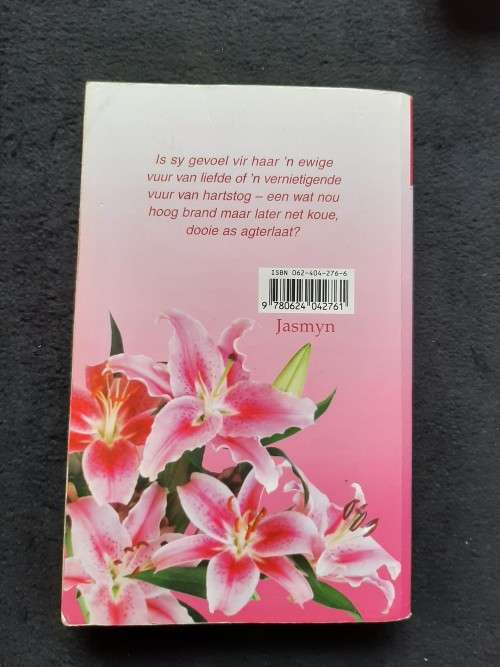 Is sy gevoel vir haar 'n ewige
vuur van liefde of 'n vernietigende
vuur van hartstog – een wat nou
hoog brand maar later net koue,
dooie as agterlaat?
ISBN 062-404-276-6
9 780624 042761
Jasmyn